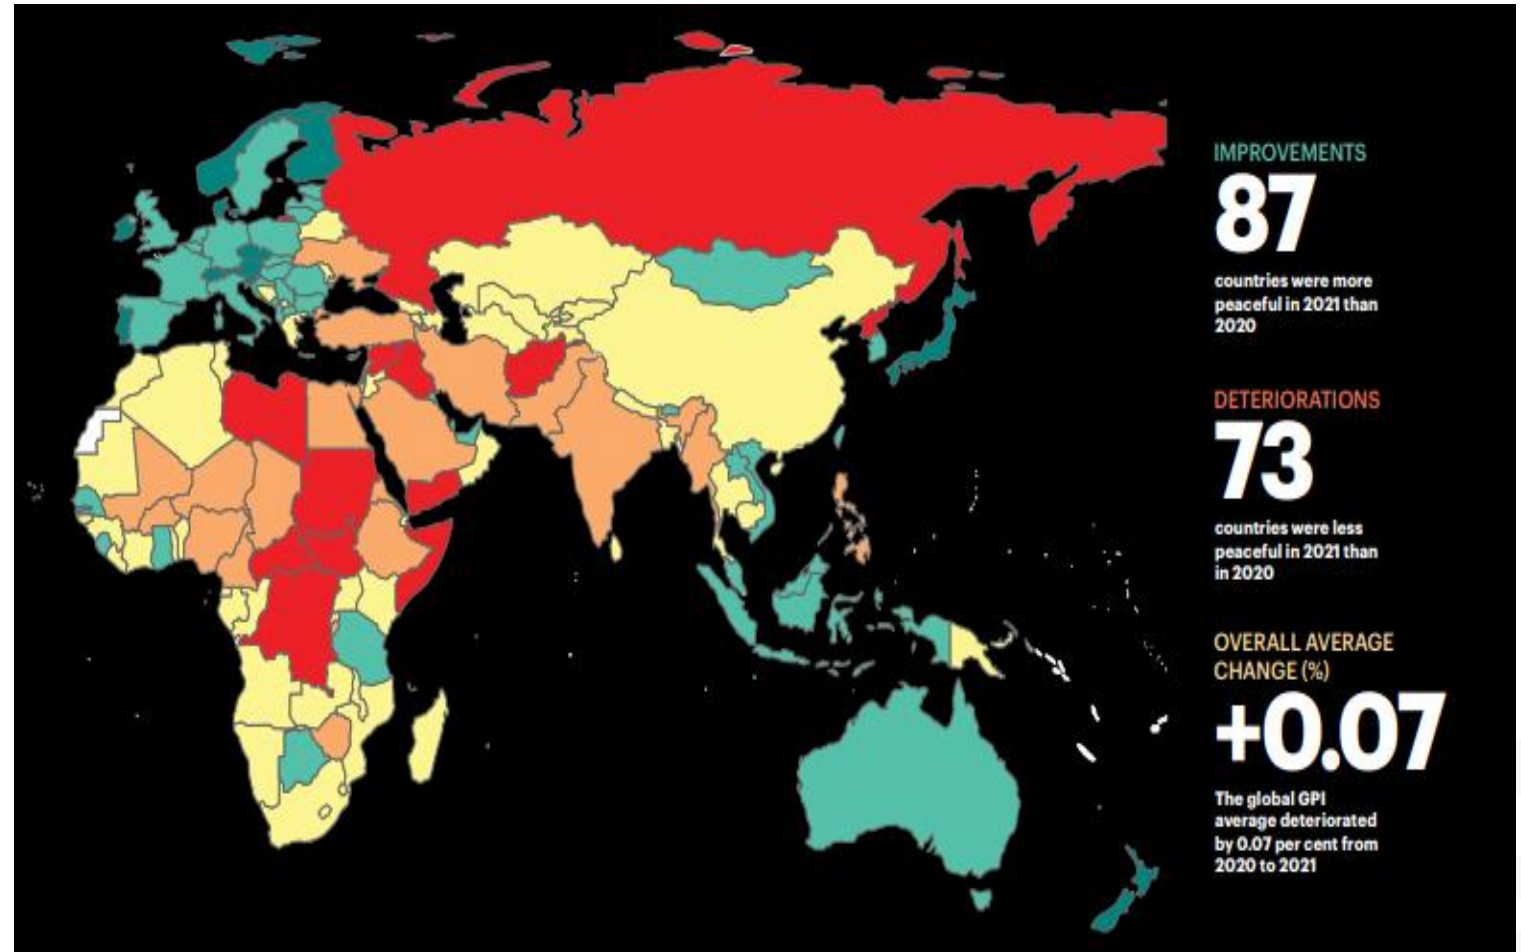 IMPROVEMENTS
87
countries were more
peaceful in 2021 than
2020
DETERIORATIONS
73
countries were less
peaceful in 2021 than
in 2020
OVERALL AVERAGE
CHANGE (%)
+0.07
The global GPI
average deteriorated
by 0.07 per cent from
2020 to 2021